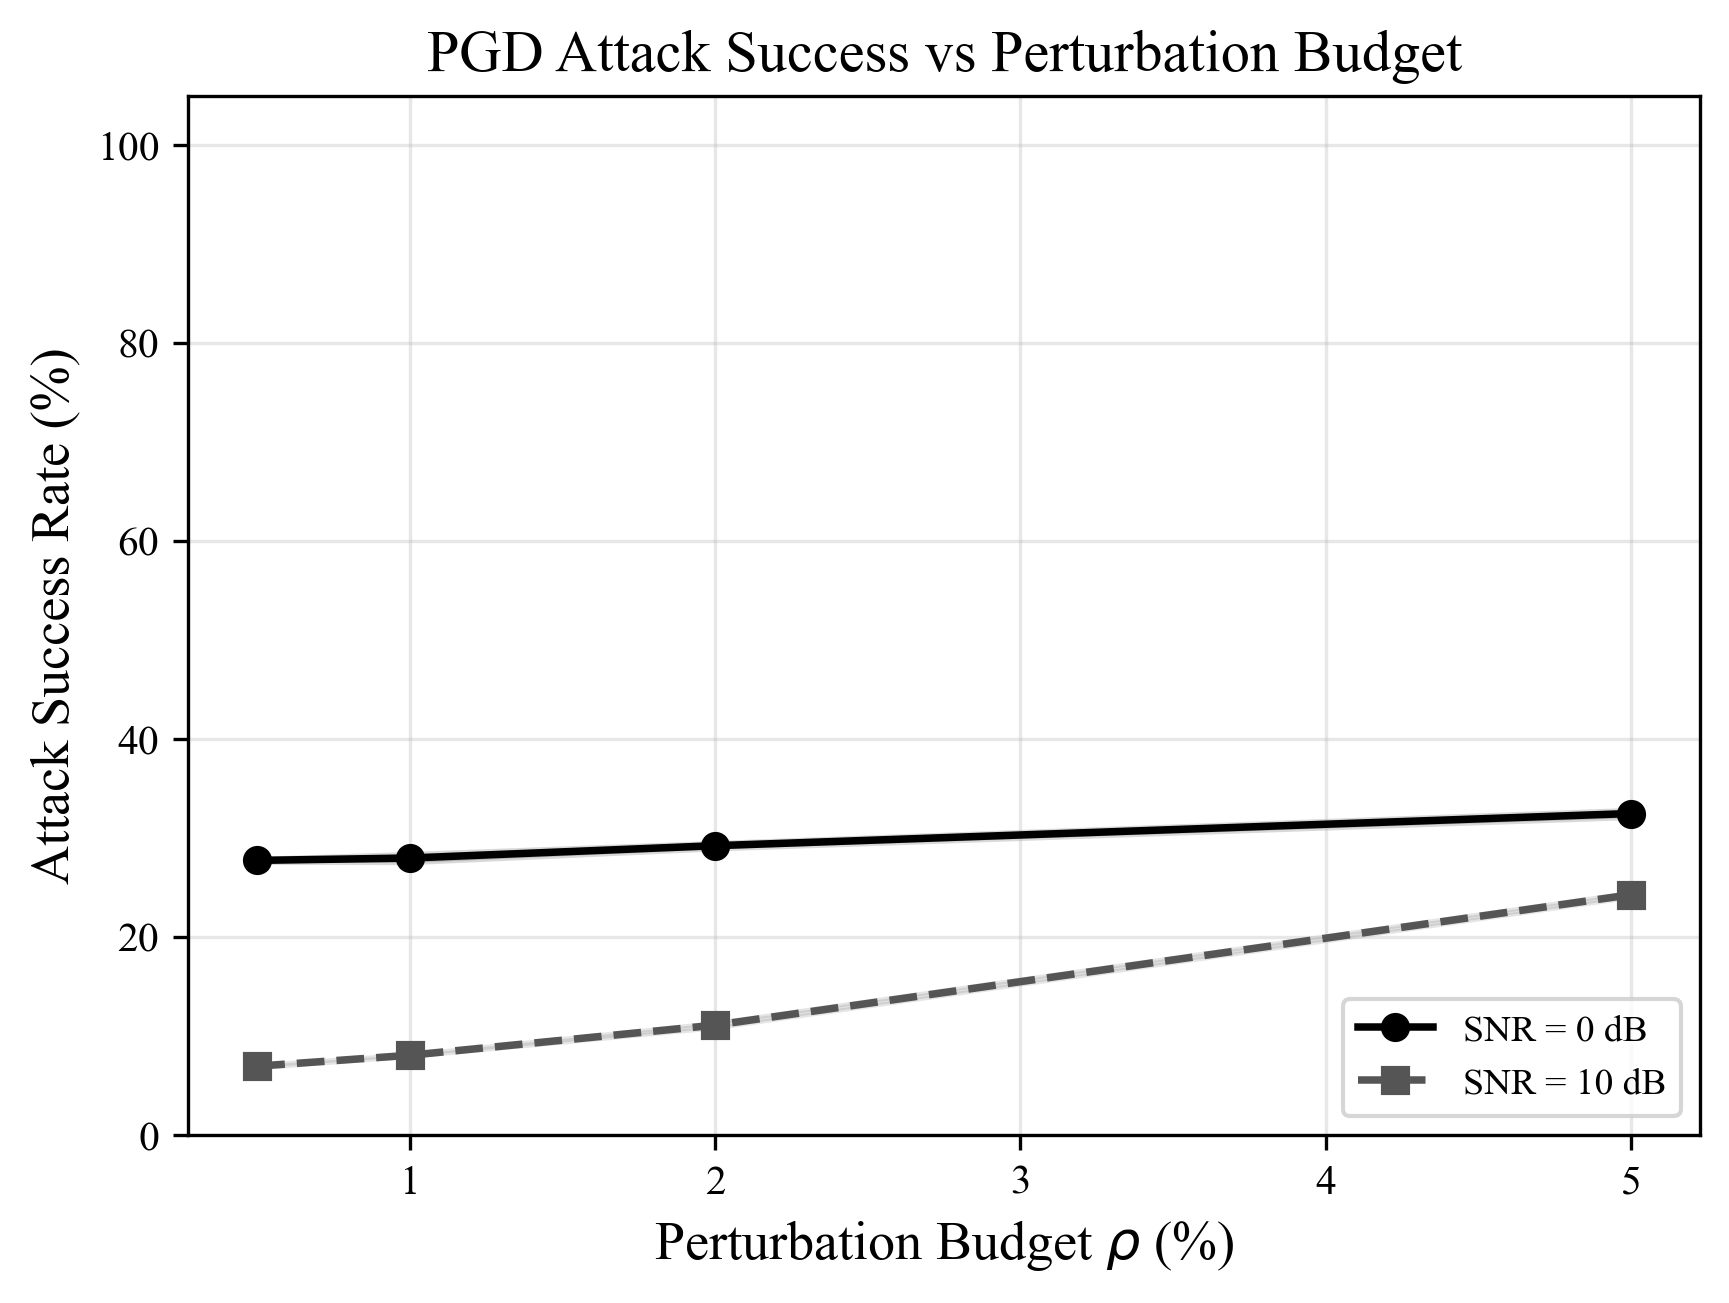 PGD Attack Success vs Perturbation Budget
Attack Success Rate (%)
100
80
60
40
20
0
1 2 3 4 5
Perturbation Budget ρ (%)
SNR = 0 dB
SNR = 10 dB